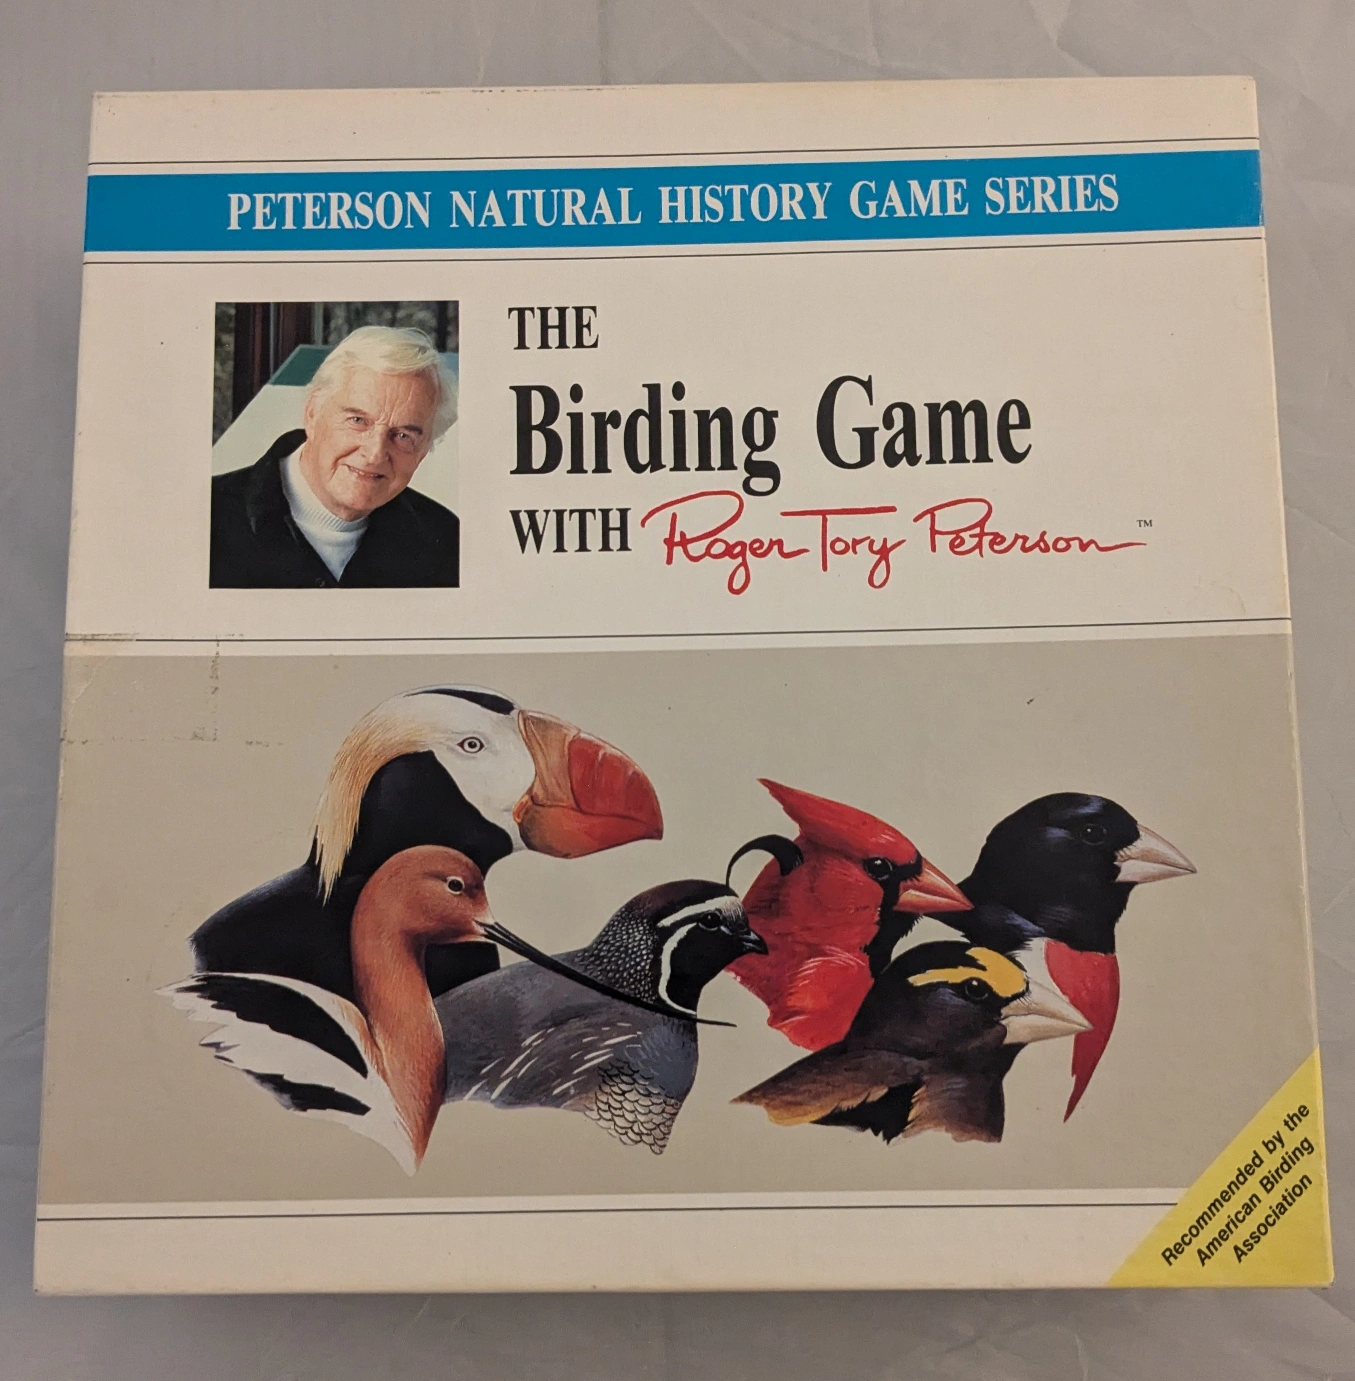 PETERSON NATURAL HISTORY GAME SERIES
THE
Birding Game
WITH Roger Tory Peterson™
Recommended by the
American Birding
Association